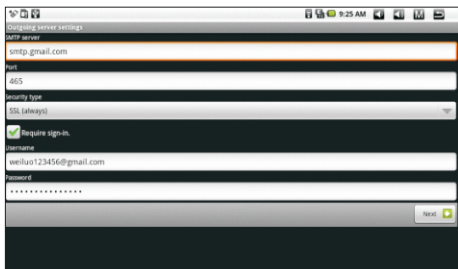 9:25 AM
Outgoing server settings
SMTP server
smtp.gmail.com
Port
465
Security type
SSL (always)
Require sign-in.
Username
weiluo123456@gmail.com
Password
•••••••••••••••
Next